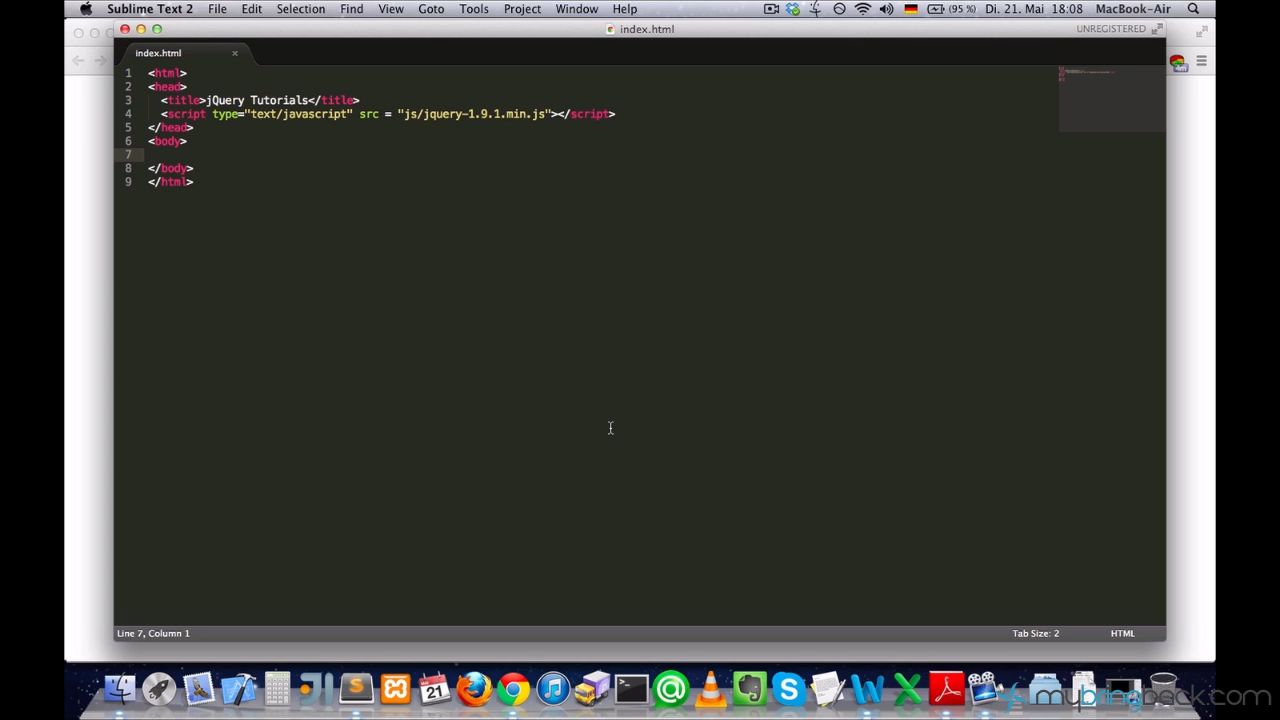 Sublime Text 2 File Edit Selection Find View Goto Tools Project Window Help (95 %) Di. 21. Mai 18:08 MacBook-Air
index.html UNREGISTERED
index.html
1 <html>
2 <head>
3 <title>jQuery Tutorials</title>
4 <script type="text/javascript" src = "js/jquery-1.9.1.min.js"></script>
5 </head>
6 <body>
7
8 </body>
9 </html>
Line 7, Column 1 Tab Size: 2 HTML
21
mybringback.com